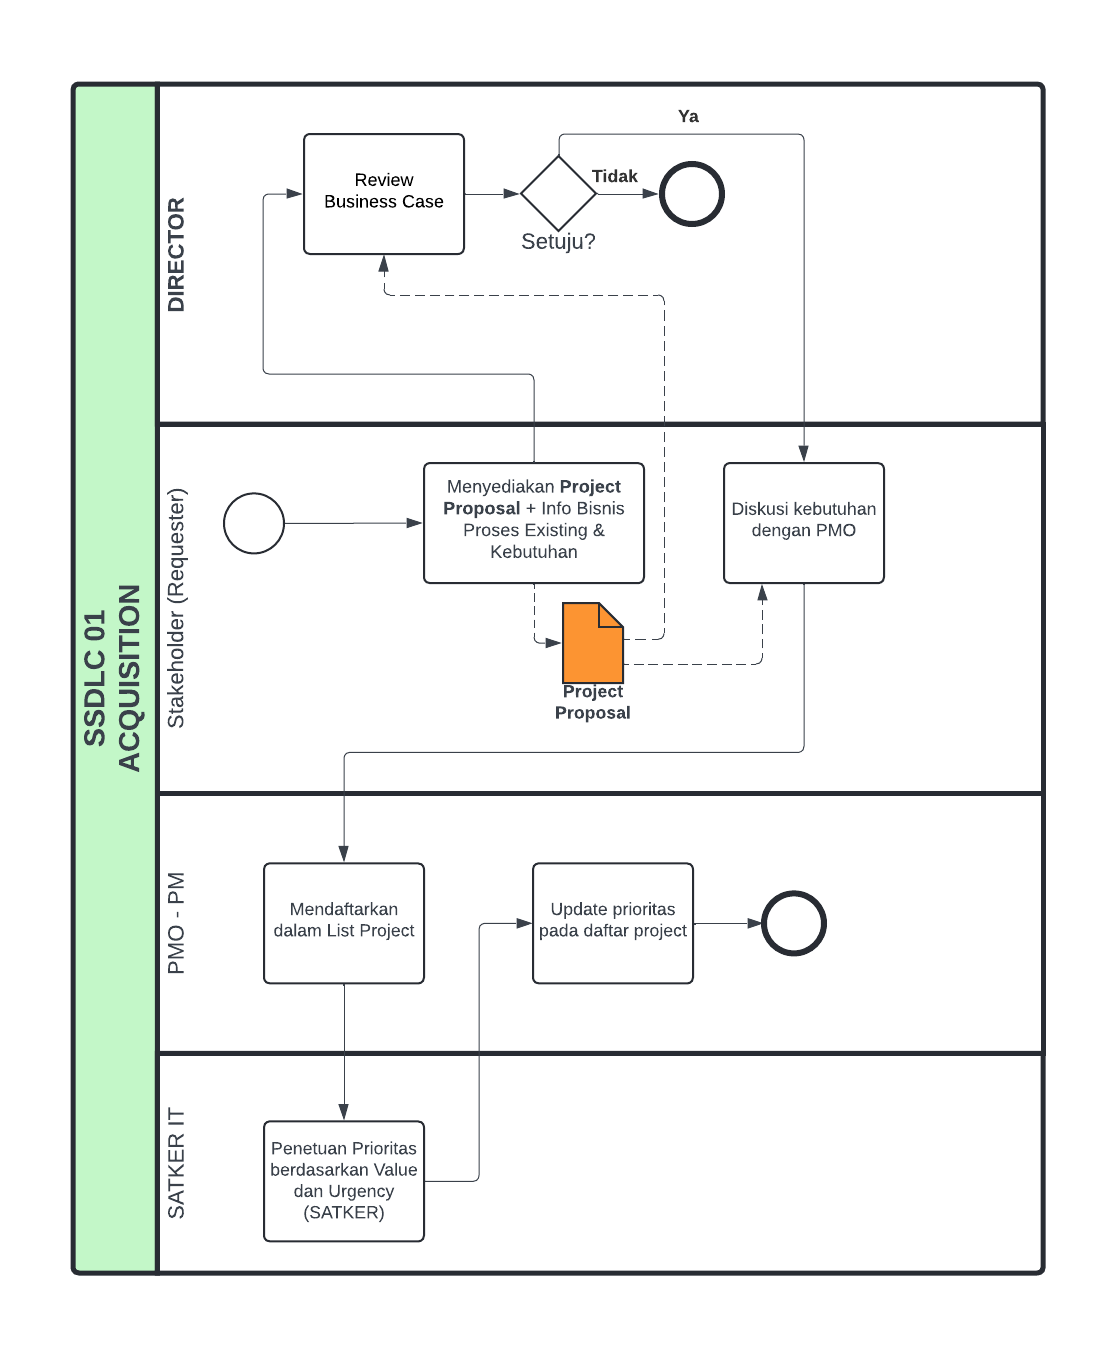 SSDLC 01
ACQUISITION
DIRECTOR
Review
Business Case
Ya
Tidak
Setuju?
Stakeholder (Requester)
Menyediakan Project
Proposal + Info Bisnis
Proses Existing &
Kebutuhan
Diskusi kebutuhan
dengan PMO
Project
Proposal
PMO - PM
Mendaftarkan
dalam List Project
Update prioritas
pada daftar project
SATKER IT
Penetuan Prioritas
berdasarkan Value
dan Urgency
(SATKER)